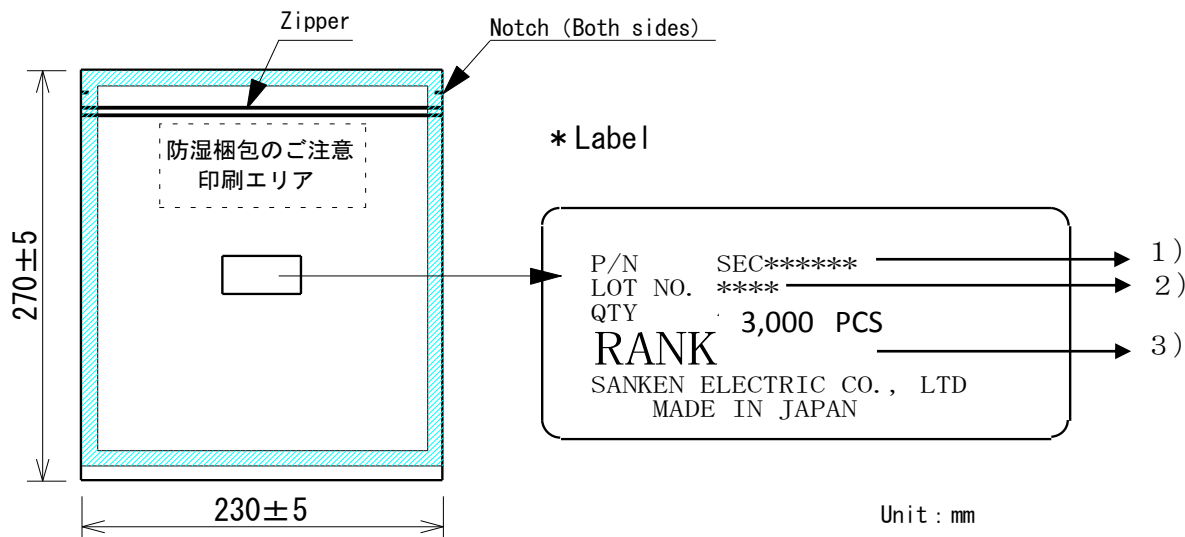 Zipper
Notch (Both sides)
防湿梱包のご注意
印刷エリア
270±5
230±5
*Label
P/N SEC******
LOT NO. ****
QTY 3,000 PCS
RANK
SANKEN ELECTRIC CO., LTD
MADE IN JAPAN
1)
2)
3)
Unit : mm